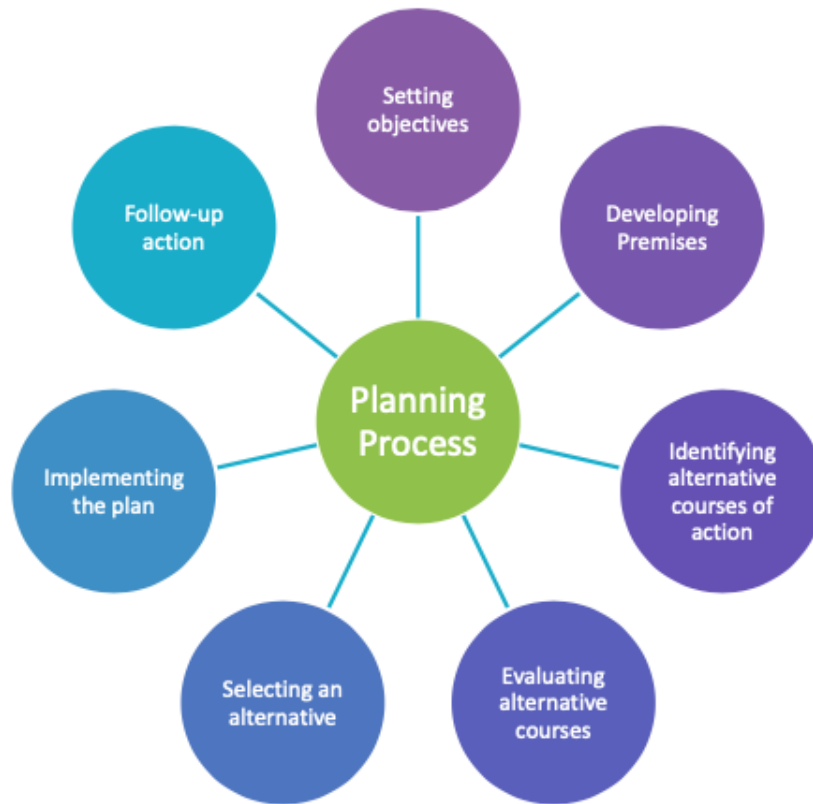 Setting
objectives
Developing
Premises
Identifying
alternative
courses of
action
Evaluating
alternative
courses
Selecting an
alternative
Implementing
the plan
Follow-up
action
Planning
Process